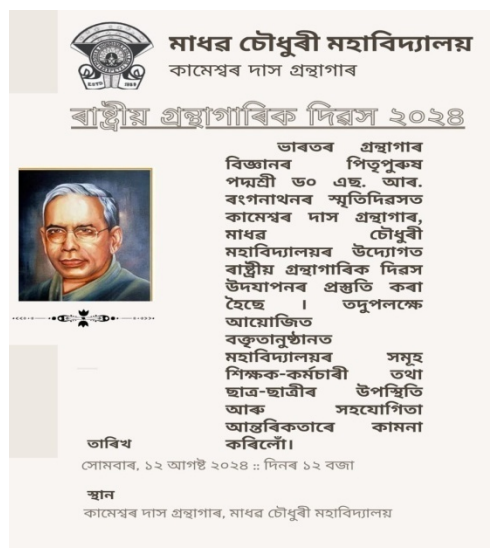 মাধৱ চৌধুৰী মহাবিদ্যালয়
কামেশ্বৰ দাস গ্ৰন্থাগাৰ
ৰাষ্ট্ৰীয় গ্ৰন্থাগাৰিক দিৱস ২০২৪
ভাৰতৰ গ্ৰন্থাগাৰ
বিজ্ঞানৰ পিতৃপুৰুষ
পদ্মশ্ৰী ড০ এছ. আৰ.
ৰংগনাথনৰ স্মৃতিদিৱসত
কামেশ্বৰ দাস গ্ৰন্থাগাৰ,
মাধৱ চৌধুৰী
মহাবিদ্যালয়ৰ উদ্যোগত
ৰাষ্ট্ৰীয় গ্ৰন্থাগাৰিক দিৱস
উদযাপনৰ প্ৰস্তুতি কৰা
হৈছে । তদুপলক্ষে
আয়োজিত
বক্তৃতানুষ্ঠানত
মহাবিদ্যালয়ৰ সমূহ
শিক্ষক-কৰ্মচাৰী তথা
ছাত্ৰ-ছাত্ৰীৰ উপস্থিতি
আৰু সহযোগিতা
আন্তৰিকতাৰে কামনা
কৰিলোঁ।
তাৰিখ
সোমবাৰ, ১২ আগষ্ট ২০২৪ :: দিনৰ ১২ বজা
স্থান
কামেশ্বৰ দাস গ্ৰন্থাগাৰ, মাধৱ চৌধুৰী মহাবিদ্যালয়